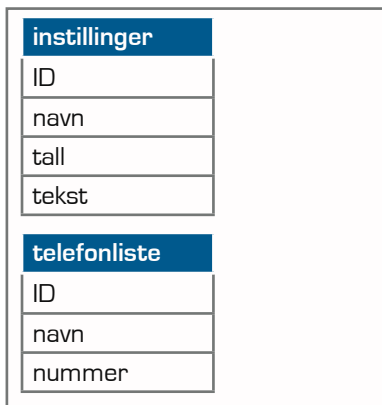 instillinger
ID
navn
tall
tekst
telefonliste
ID
navn
nummer